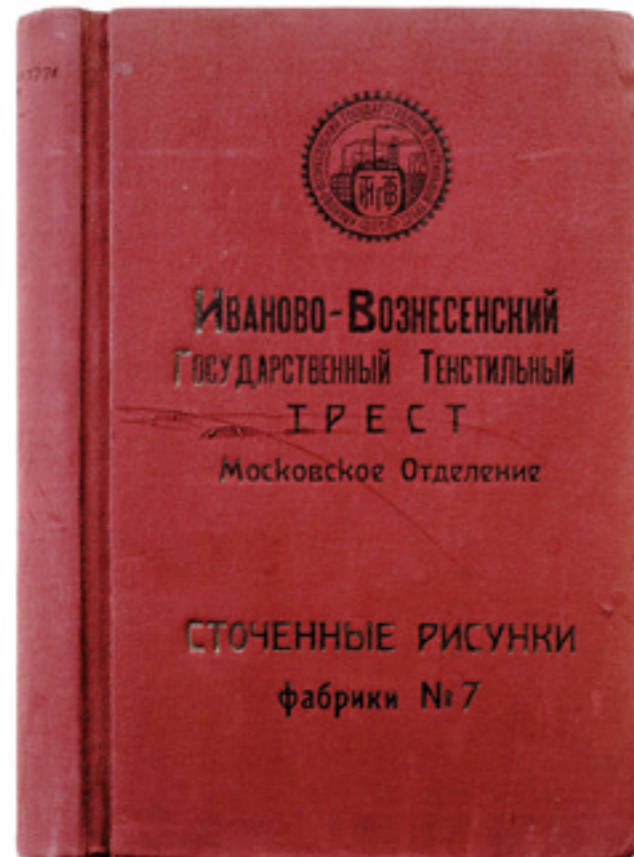 ИВАНОВО-ВОЗНЕСЕНСКИЙ
ГОСУДАРСТВЕННЫЙ ТЕКСТИЛЬНЫЙ
ТРЕСТ
Московское Отделение
СТОЧЕННЫЕ РИСУНКИ
фабрики № 7